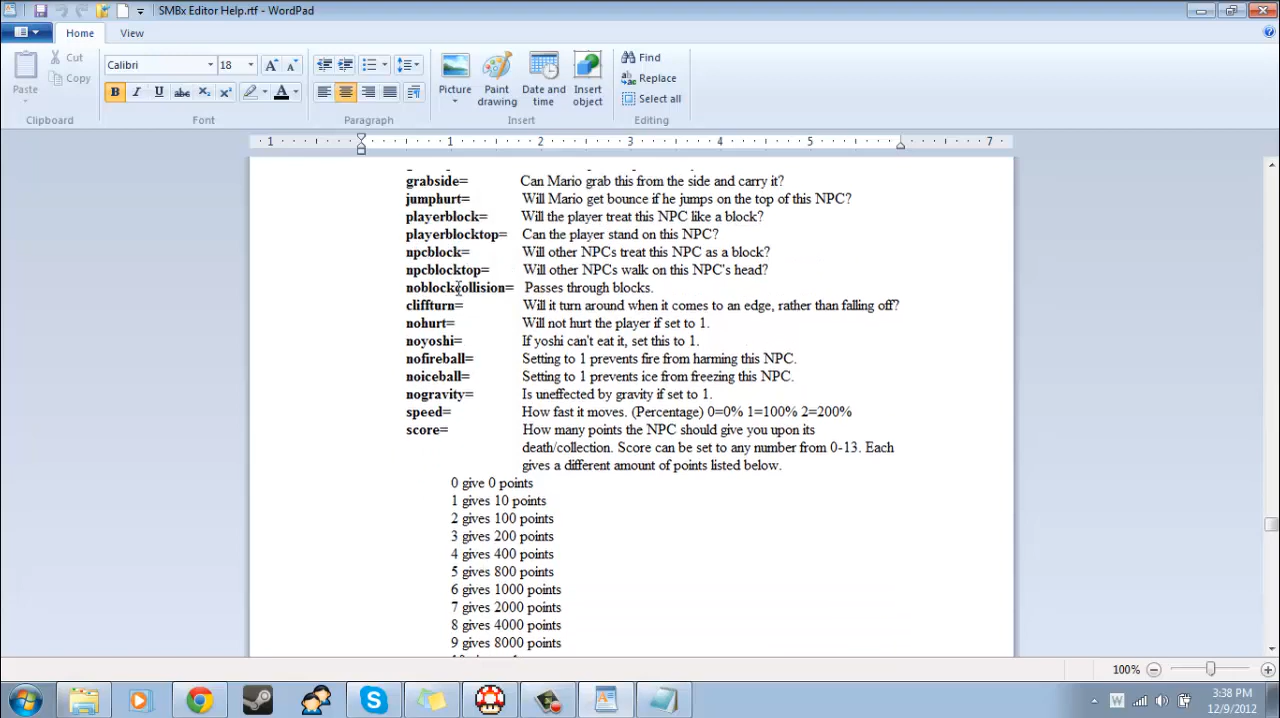 SMBx Editor Help.rtf - WordPad
Home
View
Cut
Copy
Paste
Clipboard
Calibri
18
Font
Paragraph
Picture
Paint drawing
Date and time
Insert object
Insert
Find
Replace
Select all
Editing
1 1 2 3 4 5 7
grabside= Can Mario grab this from the side and carry it?
jumphurt= Will Mario get bounce if he jumps on the top of this NPC?
playerblock= Will the player treat this NPC like a block?
playerblocktop= Can the player stand on this NPC?
npcblock= Will other NPCs treat this NPC as a block?
npcblocktop= Will other NPCs walk on this NPC's head?
noblockcollision= Passes through blocks.
cliffturn= Will it turn around when it comes to an edge, rather than falling off?
nohurt= Will not hurt the player if set to 1.
noyoshi= If yoshi can't eat it, set this to 1.
nofireball= Setting to 1 prevents fire from harming this NPC.
noiceball= Setting to 1 prevents ice from freezing this NPC.
nogravity= Is uneffected by gravity if set to 1.
speed= How fast it moves. (Percentage) 0=0% 1=100% 2=200%
score= How many points the NPC should give you upon its
death/collection. Score can be set to any number from 0-13. Each
gives a different amount of points listed below.
0 give 0 points
1 gives 10 points
2 gives 100 points
3 gives 200 points
4 gives 400 points
5 gives 800 points
6 gives 1000 points
7 gives 2000 points
8 gives 4000 points
9 gives 8000 points
100%
3:38 PM
12/9/2012